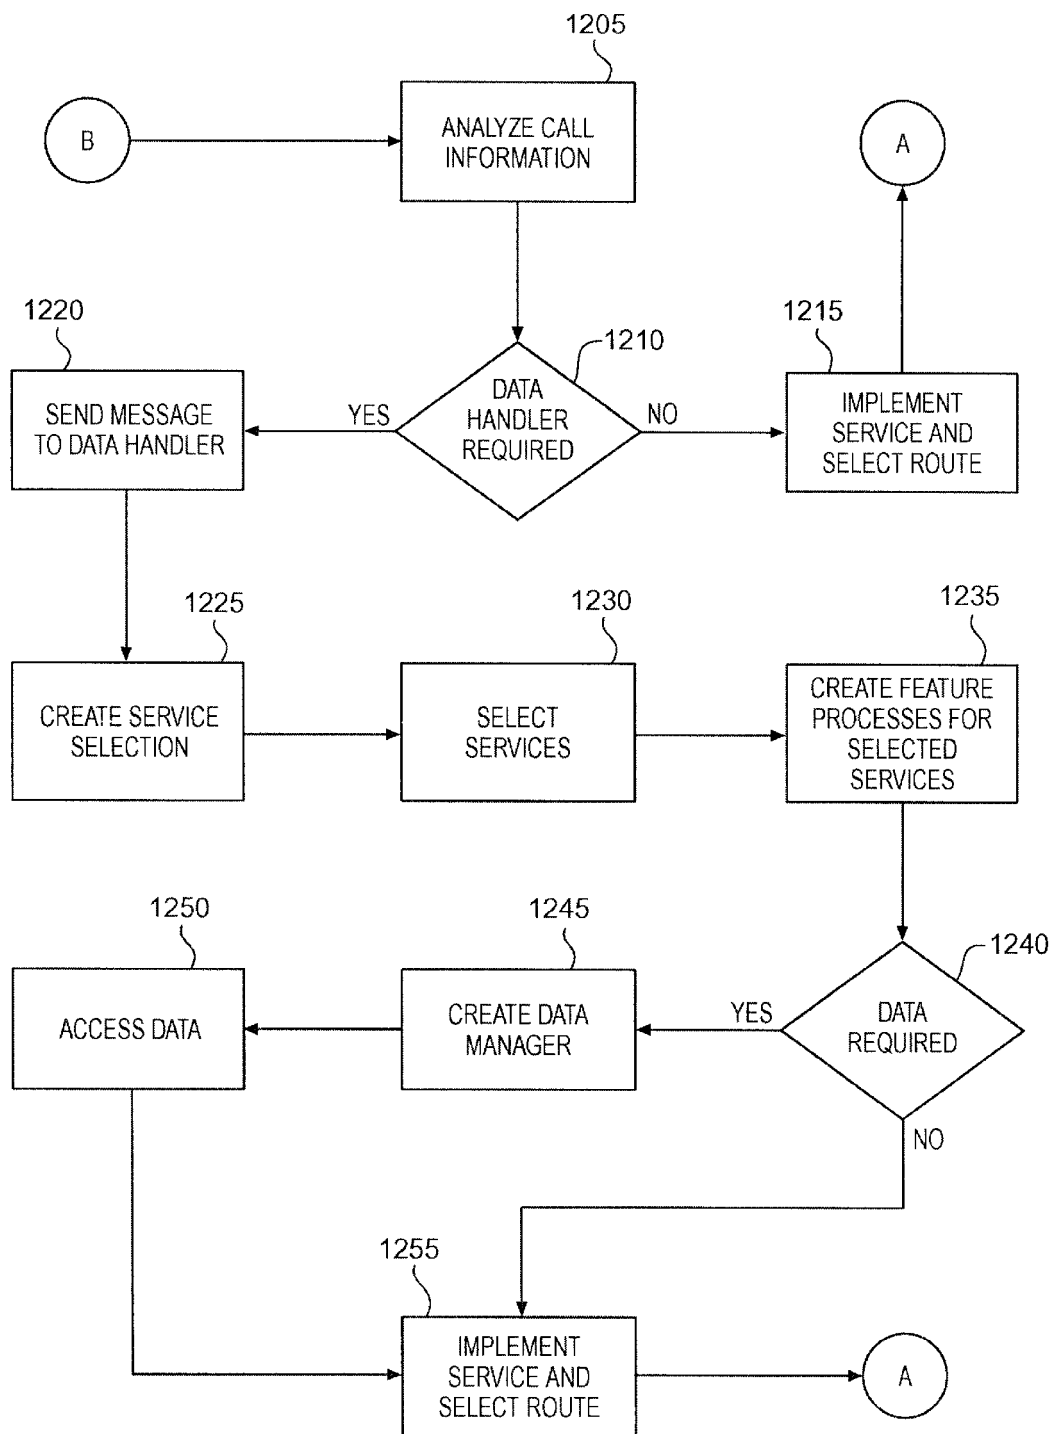 1205
B
ANALYZE CALL
INFORMATION
A
1220
1210
1215
SEND MESSAGE
TO DATA HANDLER
YES
DATA
HANDLER
REQUIRED
NO
IMPLEMENT
SERVICE AND
SELECT ROUTE
1225
1230
1235
CREATE SERVICE
SELECTION
SELECT
SERVICES
CREATE FEATURE
PROCESSES FOR
SELECTED
SERVICES
1250
1245
1240
ACCESS DATA
CREATE DATA
MANAGER
YES
DATA
REQUIRED
NO
1255
IMPLEMENT
SERVICE AND
SELECT ROUTE
A